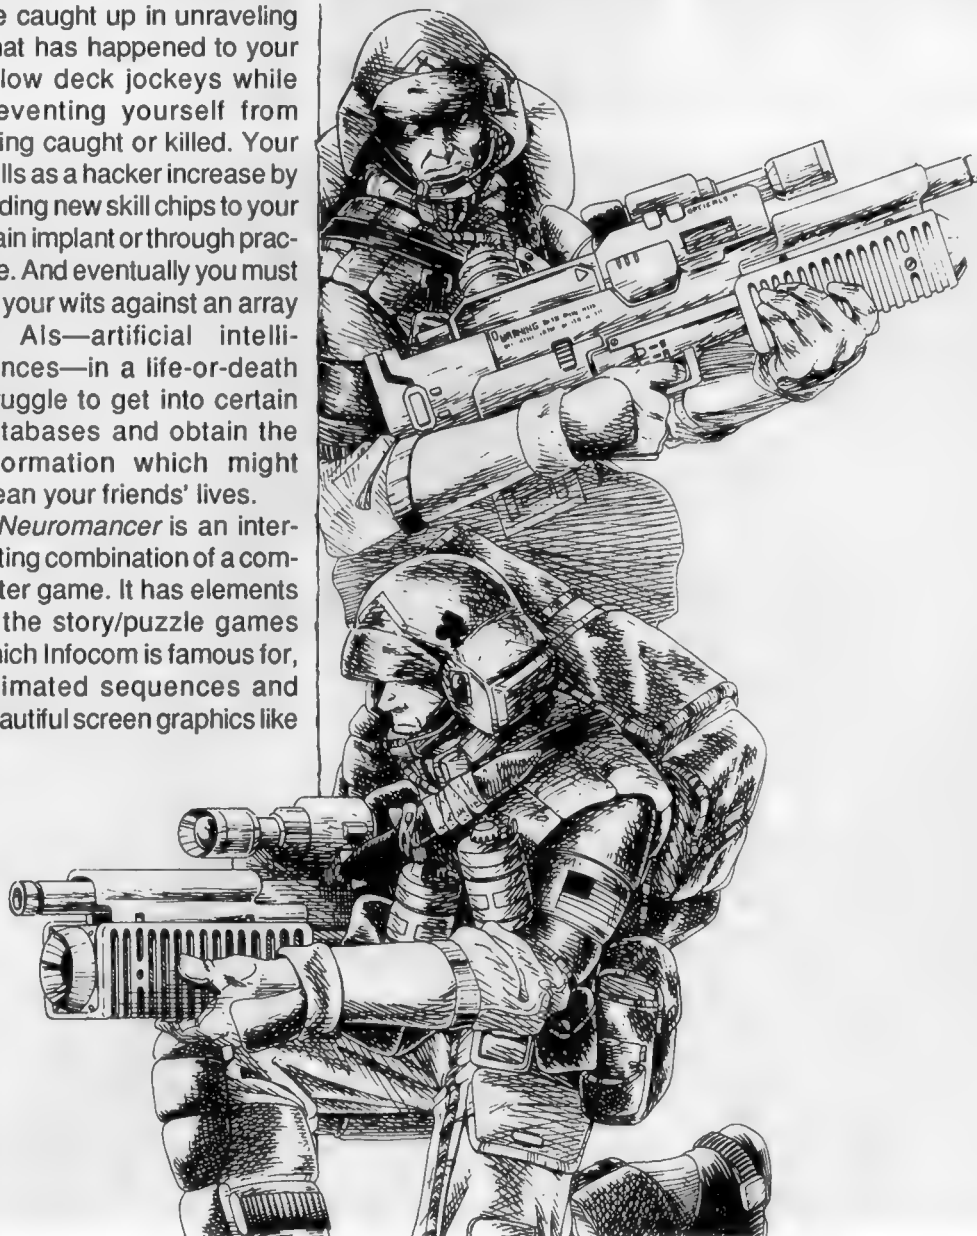 e caught up in unraveling
at has happened to your
low deck jockeys while
eventing yourself from
ing caught or killed. Your
lls as a hacker increase by
ding new skill chips to your
ain implant or through prac-
e. And eventually you must
your wits against an array
AIs—artificial intelli-
nces—in a life-or-death
uggle to get into certain
tabases and obtain the
ormation which might
ean your friends' lives.
Neuromancer is an inter-
ting combination of a com-
ter game. It has elements
the story/puzzle games
ich Infocom is famous for,
imated sequences and
autiful screen graphics like
WARNING